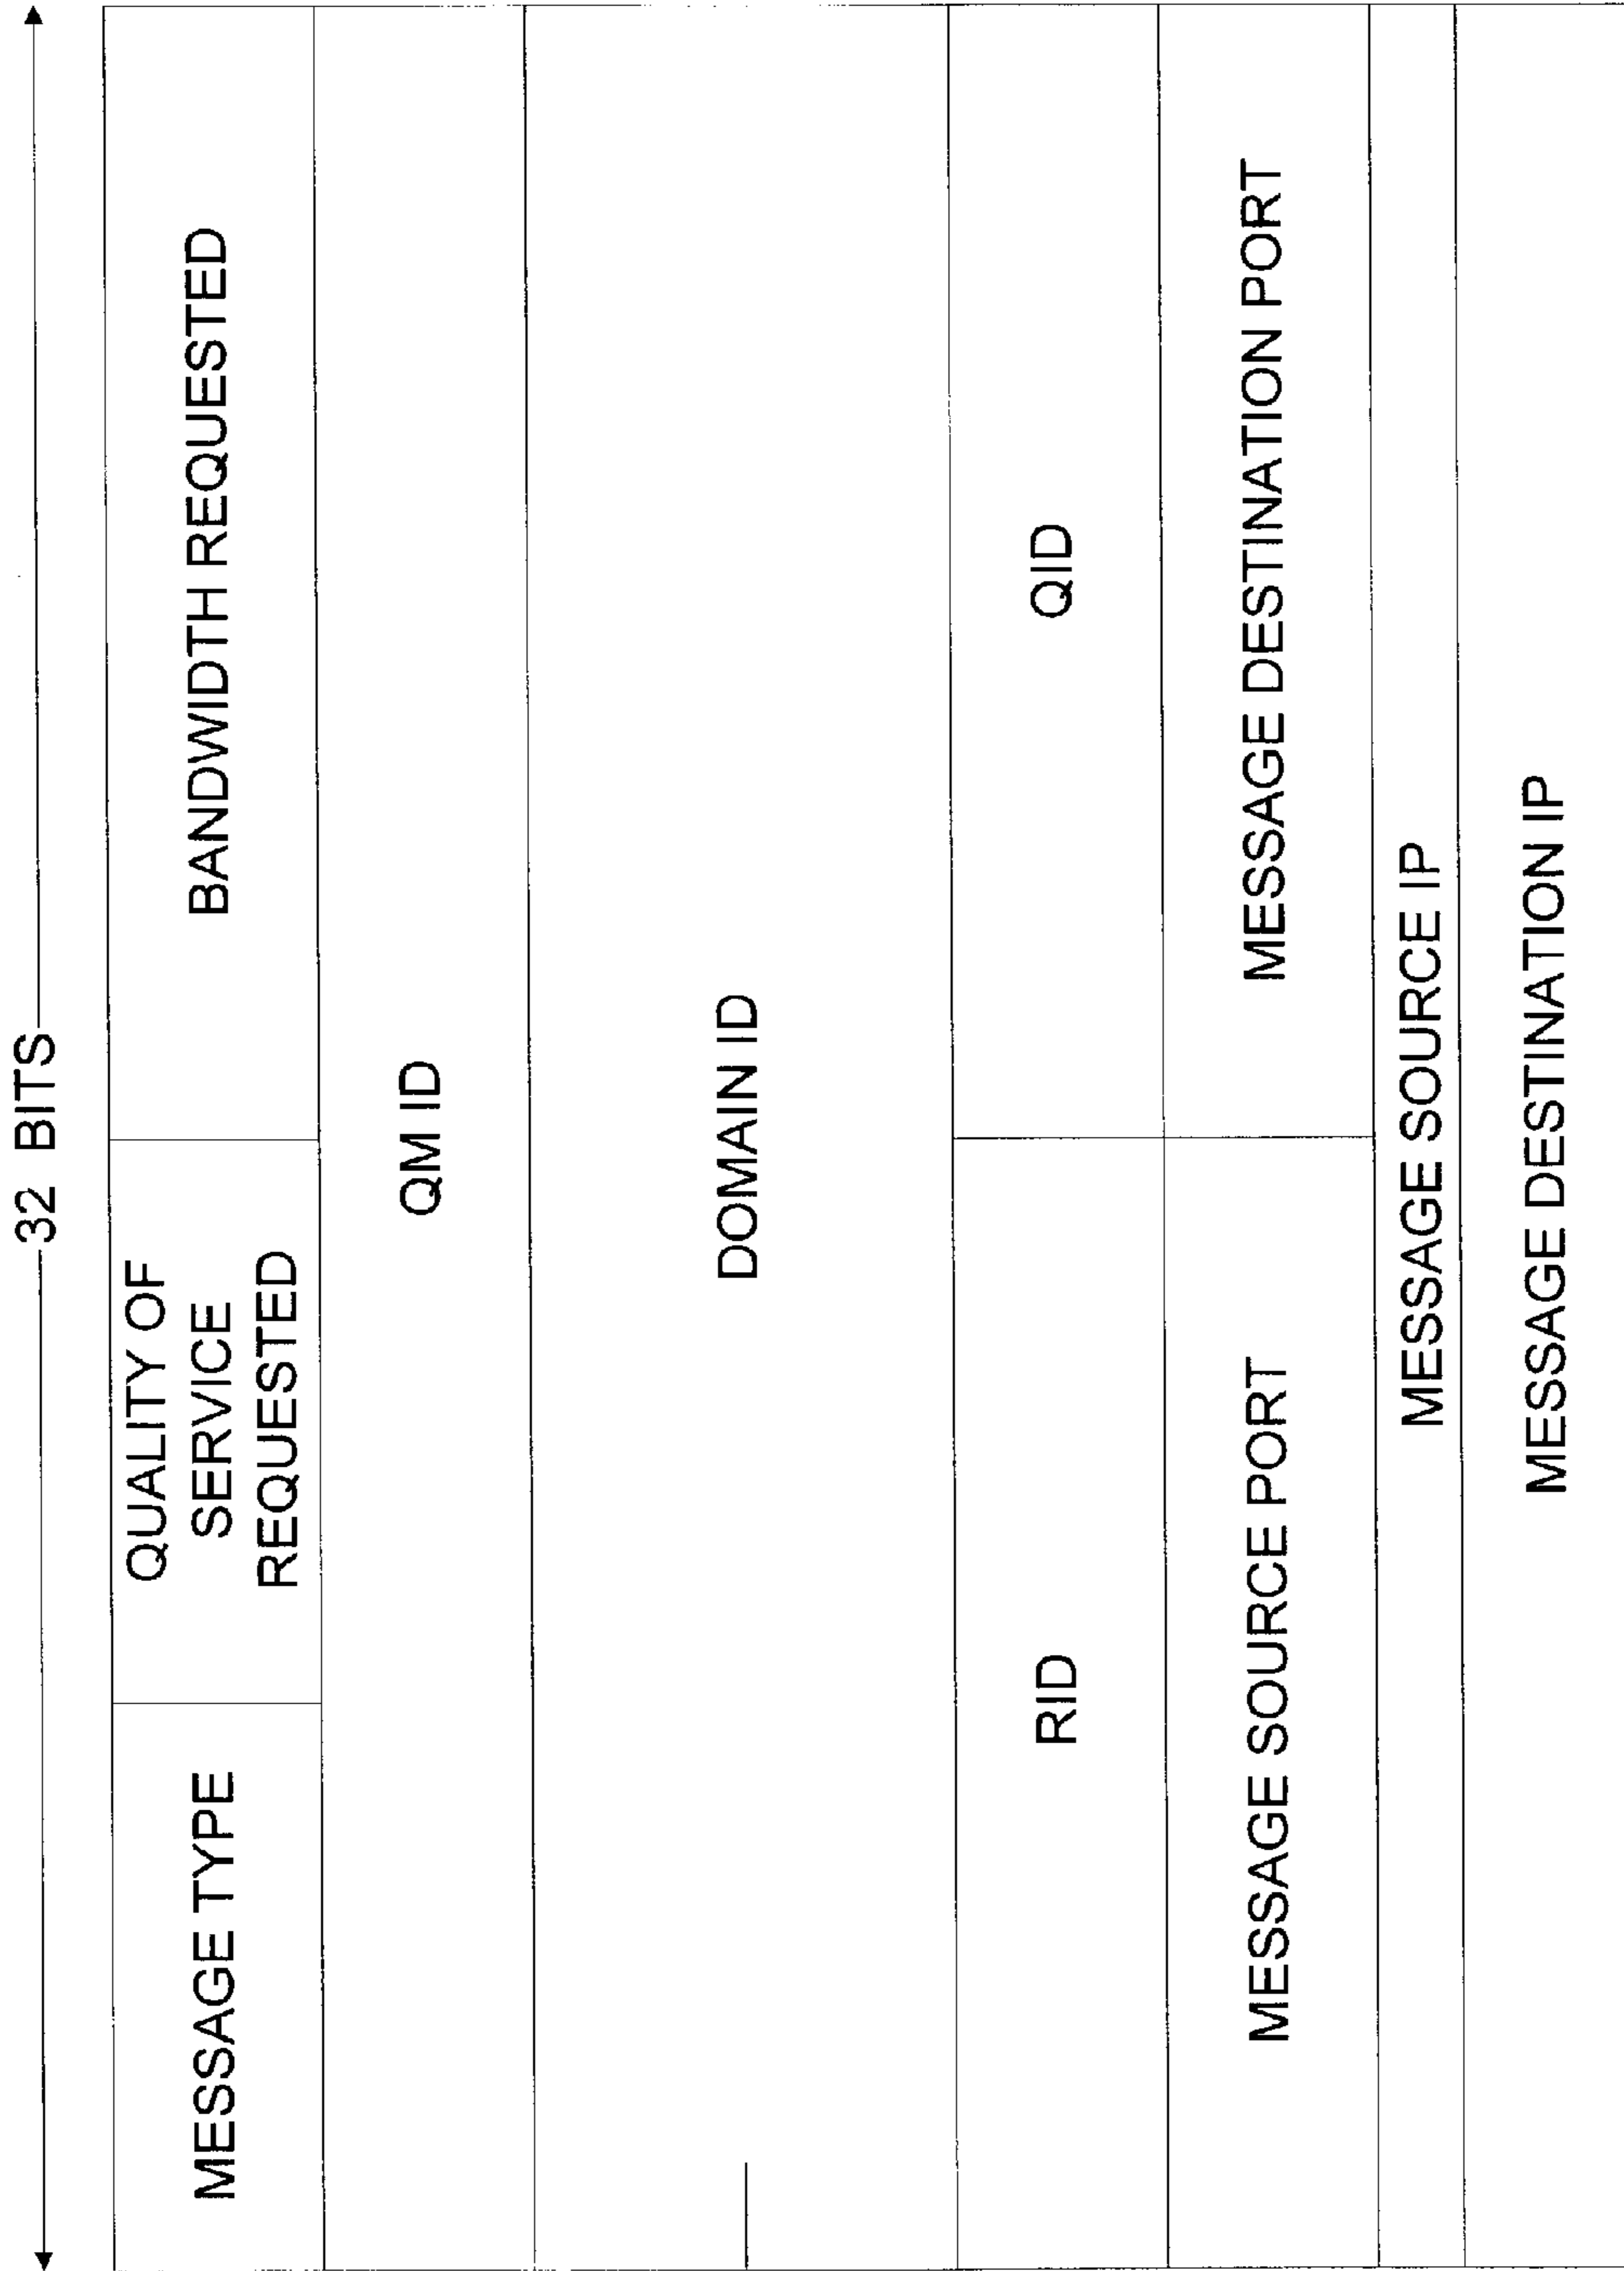 32 BITS
MESSAGE TYPE
QUALITY OF
SERVICE
REQUESTED
BANDWIDTH REQUESTED
QM ID
DOMAIN ID
RID
QID
MESSAGE SOURCE PORT
MESSAGE DESTINATION PORT
MESSAGE SOURCE IP
MESSAGE DESTINATION IP